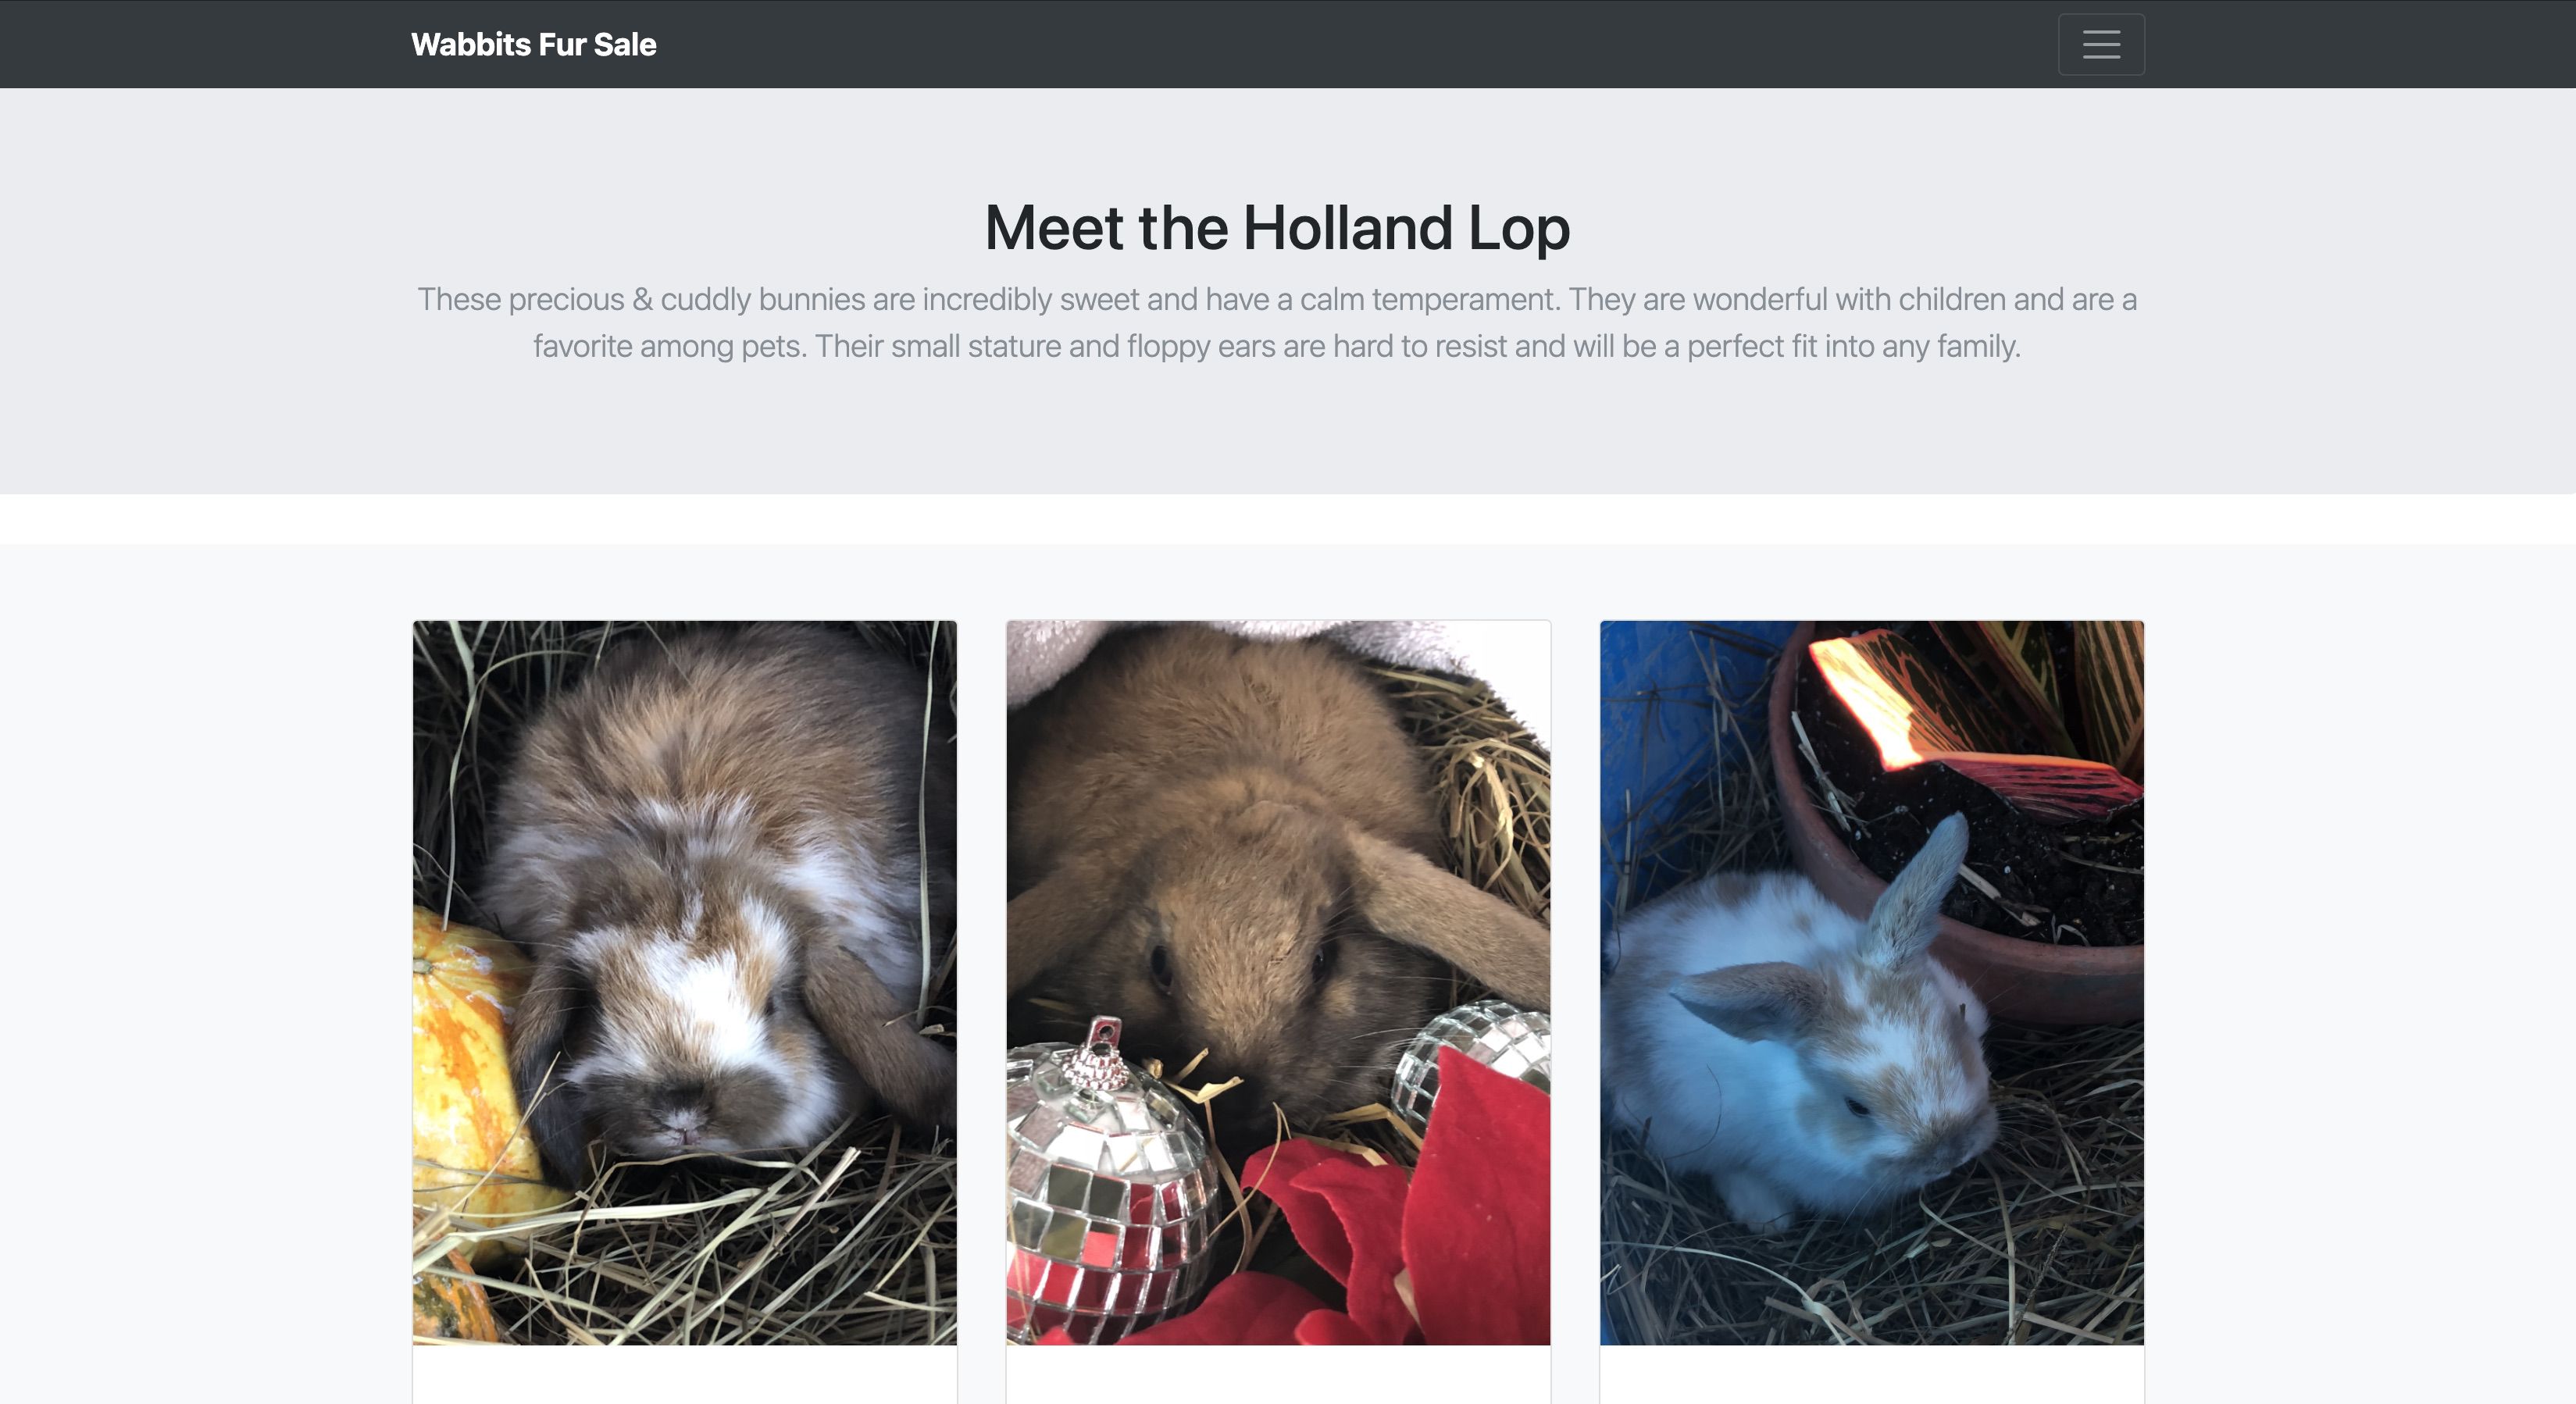 Wabbits Fur Sale
Meet the Holland Lop
These precious & cuddly bunnies are incredibly sweet and have a calm temperament. They are wonderful with children and are a
favorite among pets. Their small stature and floppy ears are hard to resist and will be a perfect fit into any family.